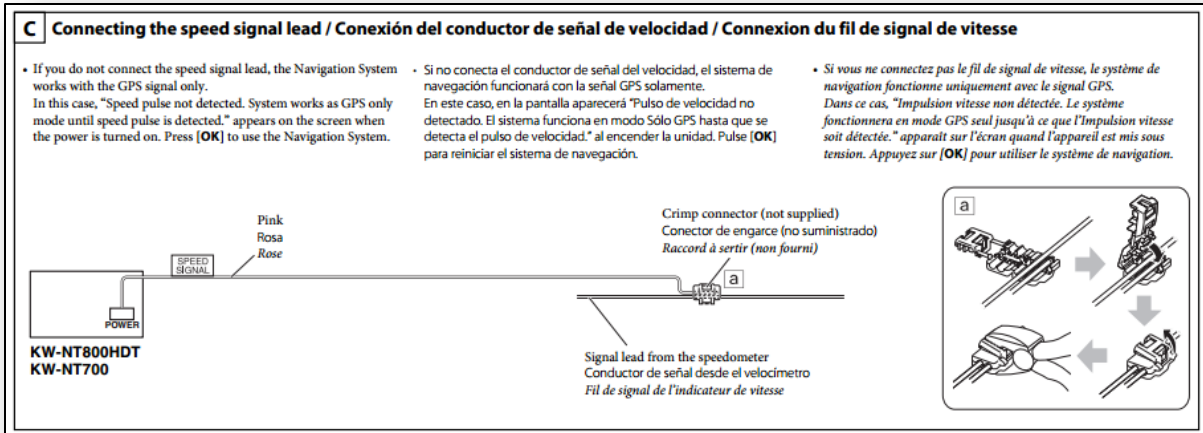 C Connecting the speed signal lead / Conexión del conductor de señal de velocidad / Connexion du fil de signal de vitesse
• If you do not connect the speed signal lead, the Navigation System
works with the GPS signal only.
In this case, “Speed pulse not detected. System works as GPS only
mode until speed pulse is detected.” appears on the screen when
the power is turned on. Press [OK] to use the Navigation System.
• Si no conecta el conductor de señal del velocidad, el sistema de
navegación funcionará con la señal GPS solamente.
En este caso, en la pantalla aparecerá “Pulso de velocidad no
detectado. El sistema funciona en modo Sólo GPS hasta que se
detecta el pulso de velocidad.” al encender la unidad. Pulse [OK]
para reiniciar el sistema de navegación.
• Si vous ne connectez pas le fil de signal de vitesse, le système de
navigation fonctionne uniquement avec le signal GPS.
Dans ce cas, “Impulsion vitesse non détectée. Le système
fonctionnera en mode GPS seul jusqu’à ce que l’Impulsion vitesse
soit détectée.” apparaît sur l’écran quand l’appareil est mis sous
tension. Appuyez sur [OK] pour utiliser le système de navigation.
Pink
Rosa
Rose
SPEED
SIGNAL
POWER
KW-NT800HDT
KW-NT700
Crimp connector (not supplied)
Conector de engarce (no suministrado)
Raccord à sertir (non fourni)
a
Signal lead from the speedometer
Conductor de señal desde el velocímetro
Fil de signal de l’indicateur de vitesse
a